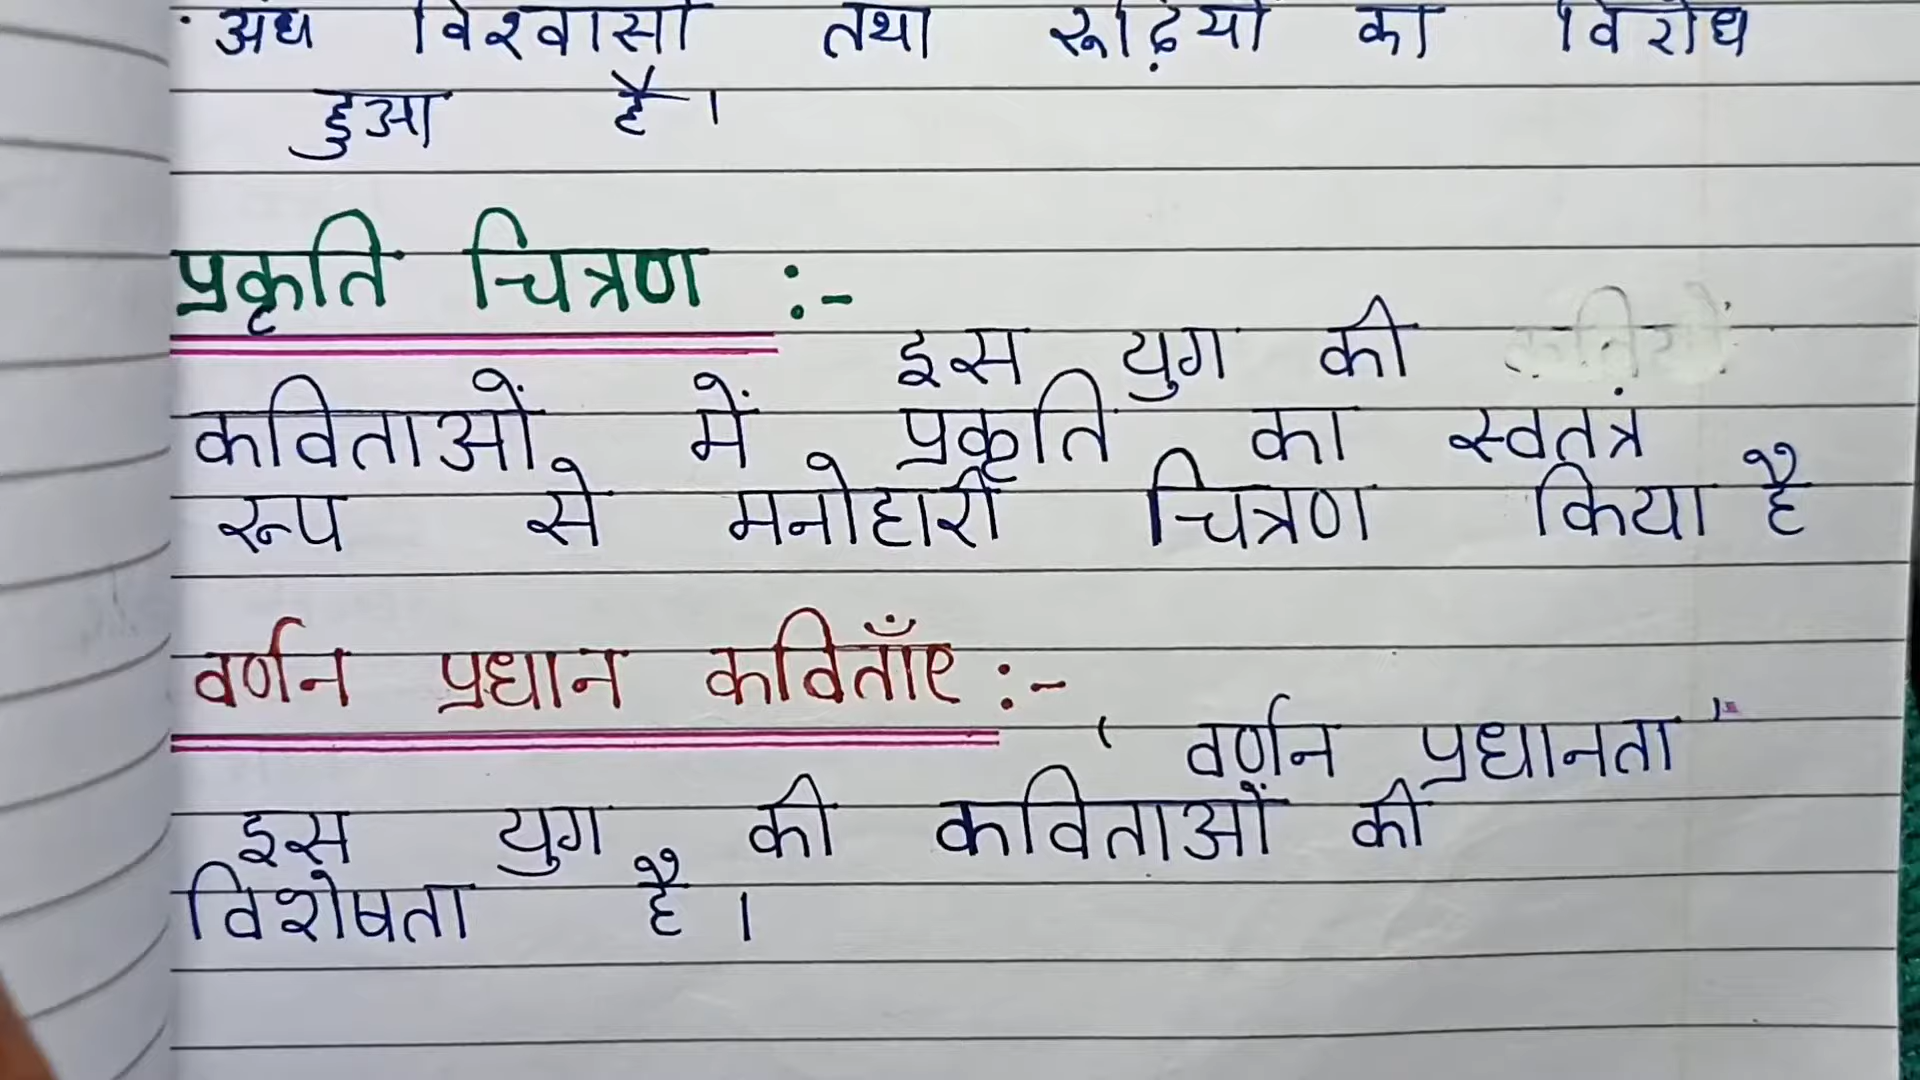 अंध विश्वासों तथा रूढ़ियों का विरोध
हुआ है।
प्रकृति चित्रण :-
इस युग की
कविताओं में प्रकृति का स्वतंत्र
रूप से मनोहारी चित्रण किया है
वर्णन प्रधान कविताँए :-
' वर्णन प्रधानता '
इस युग की कविताओं की
विशेषता है ।